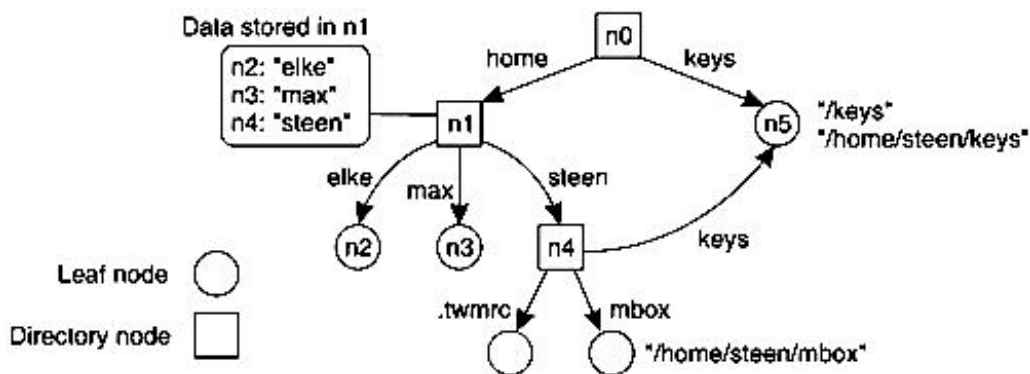 Data stored in n1
n2: "elke"
n3: "max"
n4: "steen"
n0
home
keys
n1
n5
"/keys"
"/home/steen/keys"
elke
max
steen
n2
n3
n4
keys
Leaf node
.twmrc
mbox
Directory node
"/home/steen/mbox"